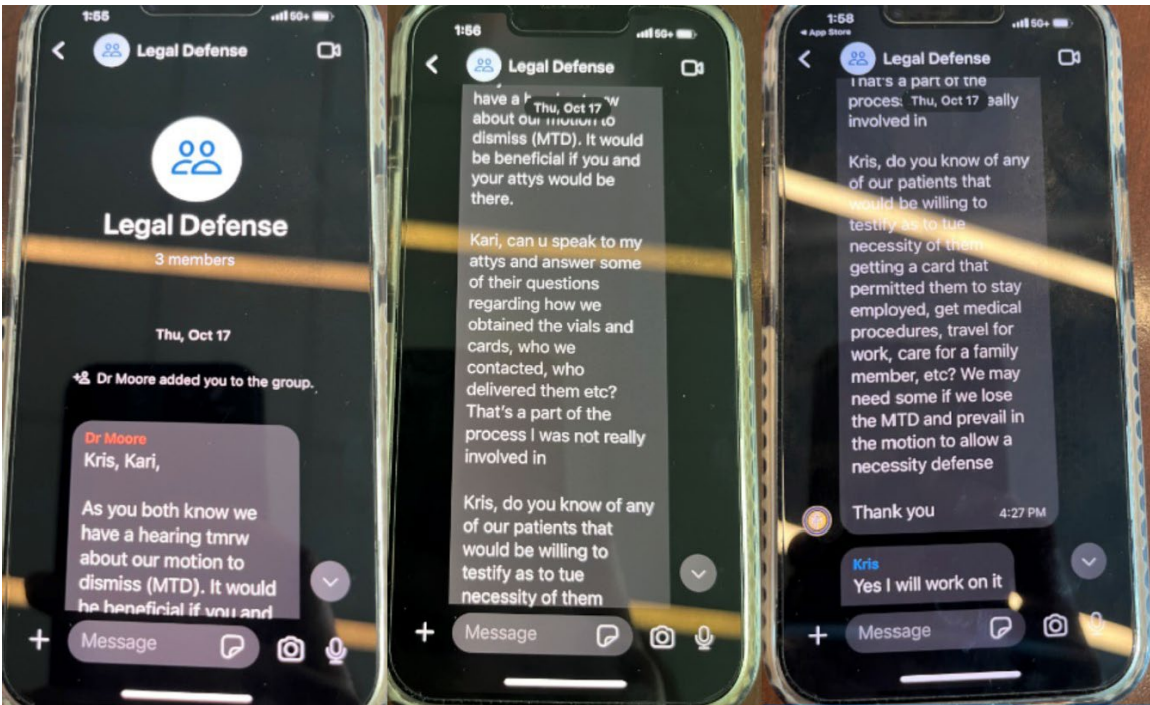 1:55
5G+
Legal Defense
Legal Defense
3 members
Thu, Oct 17
Dr Moore added you to the group.
Dr Moore
Kris, Kari,
As you both know we
have a hearing tmrw
about our motion to
dismiss (MTD). It would
be beneficial if you and
Message
1:56
5G+
Legal Defense
have a
Thu, Oct 17
about our motion to
dismiss (MTD). It would
be beneficial if you and
your attys would be
there.
Kari, can u speak to my
attys and answer some
of their questions
regarding how we
obtained the vials and
cards, who we
contacted, who
delivered them etc?
That's a part of the
process I was not really
involved in
Kris, do you know of any
of our patients that
would be willing to
testify as to tue
necessity of them
Message
1:58
App Store
5G+
Legal Defense
That's a part of the
process
Thu, Oct 17
really
involved in
Kris, do you know of any
of our patients that
would be willing to
testify as to tue
necessity of them
getting a card that
permitted them to stay
employed, get medical
procedures, travel for
work, care for a family
member, etc? We may
need some if we lose
the MTD and prevail in
the motion to allow a
necessity defense
Thank you
4:27 PM
Kris
Yes I will work on it
Message